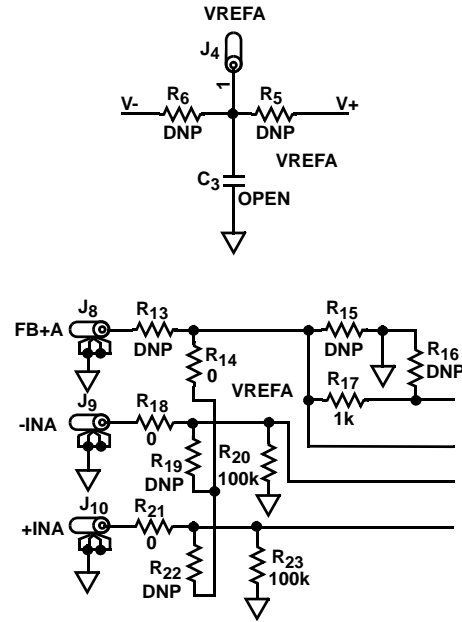 VREFA
J4
1
V-
R6
DNP
R5
DNP
V+
VREFA
C3
OPEN
FB+A
J8
R13
DNP
R14
0
R15
DNP
R16
DNP
R17
1k
VREFA
-INA
J9
R18
0
R19
DNP
R20
100k
+INA
J10
R21
0
R22
DNP
R23
100k